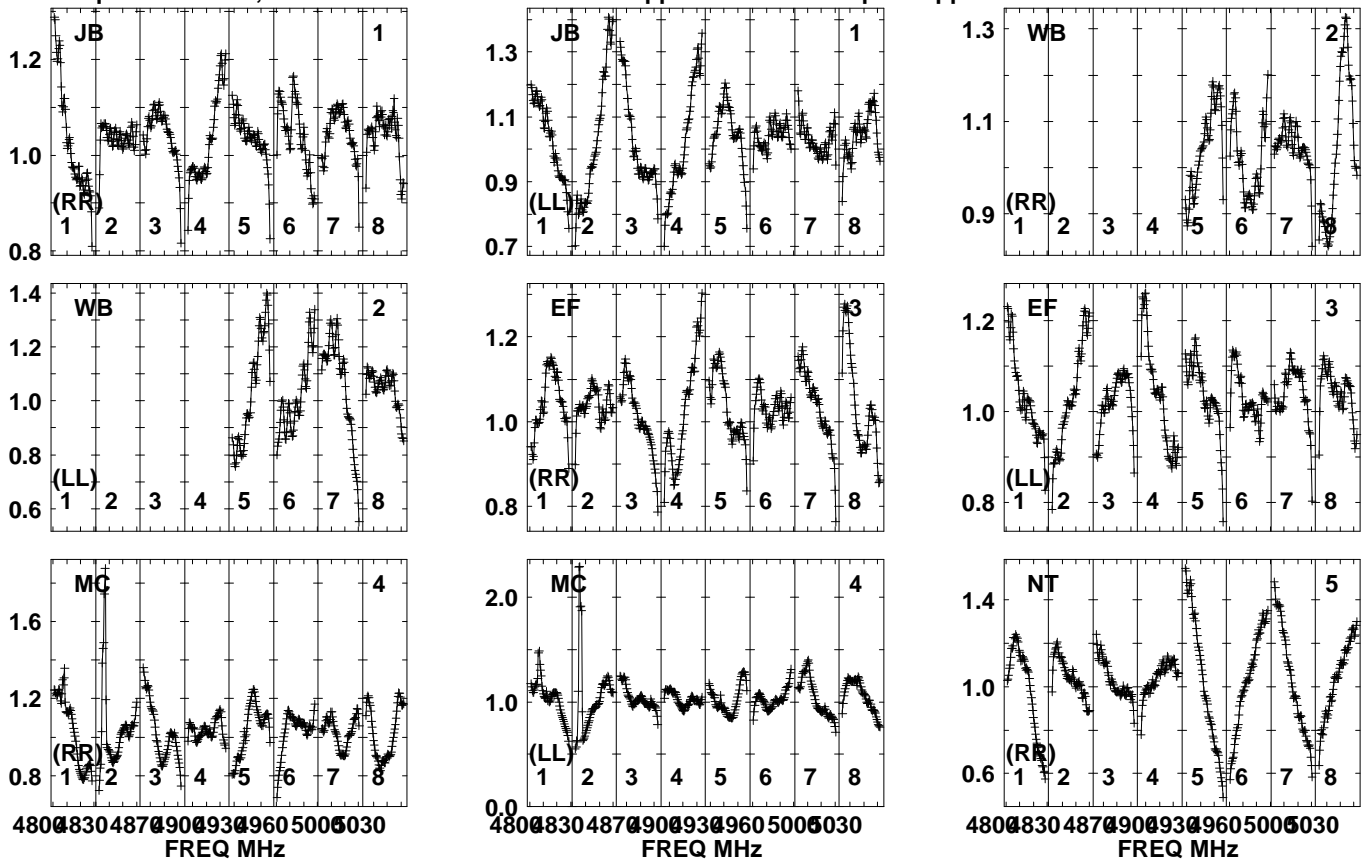 JB 1
1.2
1.0
(RR)
1 2 3 4 5 6 7 8
0.8
JB 1
1.3
1.1
0.9
(LL)
1 2 3 4 5 6 7 8
0.7
WB 2
1.3
1.1
0.9
(RR)
1 2 3 4 5 6 7 8
WB 2
1.4
1.2
1.0
0.8
(LL)
0.6
1 2 3 4 5 6 7 8
EF 3
1.2
1.0
(RR)
0.8
1 2 3 4 5 6 7 8
EF 3
1.2
1.0
(LL)
0.8
1 2 3 4 5 6 7 8
MC 4
1.6
1.2
(RR)
0.8
1 2 3 4 5 6 7 8
4800 4830 4870 4900 4930 4960 5000 5030
FREQ MHz
MC 4
2.0
1.0
(LL)
1 2 3 4 5 6 7 8
0.0
4800 4830 4870 4900 4930 4960 5000 5030
FREQ MHz
NT 5
1.4
1.0
(RR)
0.6
1 2 3 4 5 6 7 8
4800 4830 4870 4900 4930 4960 5000 5030
FREQ MHz